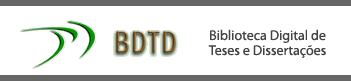 BDTD
Biblioteca Digital de
Teses e Dissertações